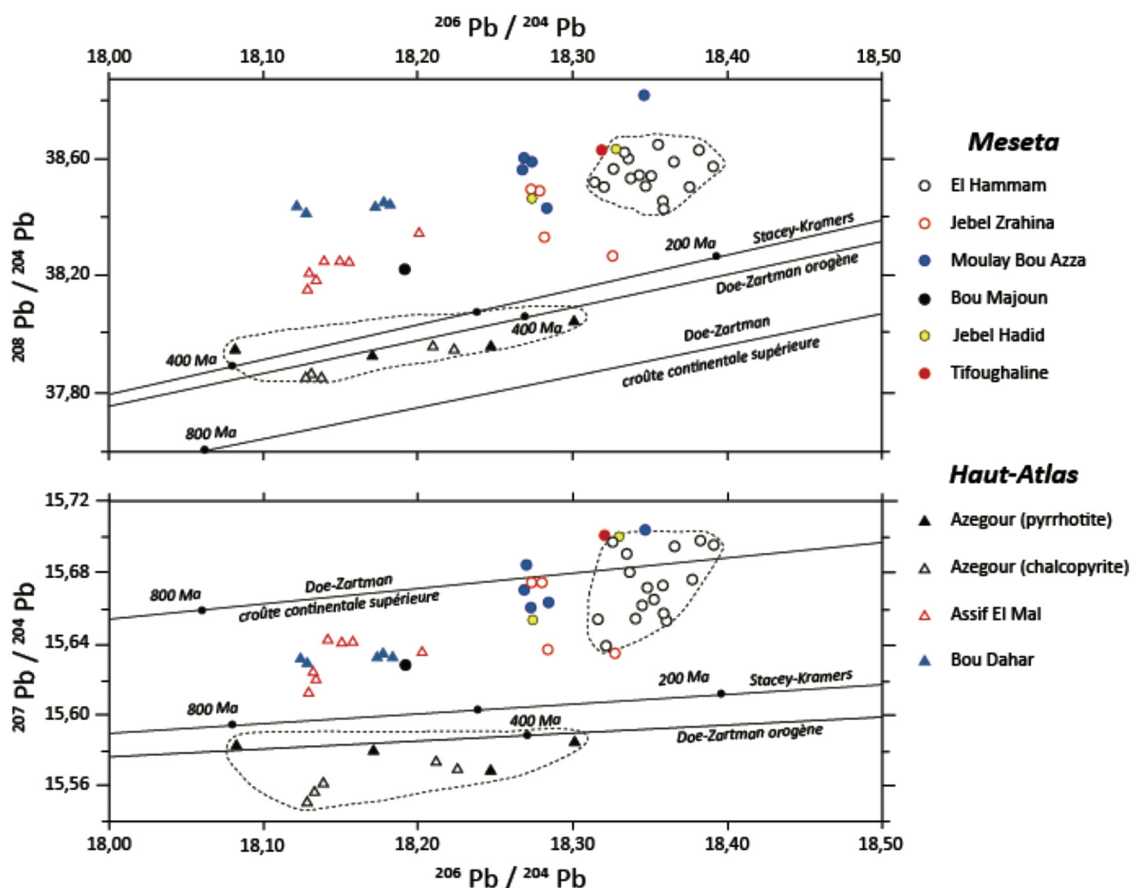 206 Pb / 204 Pb
18,00 18,10 18,20 18,30 18,40 18,50
208 Pb / 204 Pb
38,60
38,20
37,80
200 Ma
Stacey-Kramers
Doe-Zartman orogène
400 Ma
400 Ma
Doe-Zartman
croûte continentale supérieure
800 Ma
207 Pb / 204 Pb
15,72
15,68
15,64
15,60
15,56
800 Ma
Doe-Zartman
croûte continentale supérieure
800 Ma
200 Ma
Stacey-Kramers
400 Ma
Doe-Zartman orogène
18,00 18,10 18,20 18,30 18,40 18,50
206 Pb / 204 Pb
Meseta
El Hammam
Jebel Zrahina
Moulay Bou Azza
Bou Majoun
Jebel Hadid
Tifoughaline
Haut-Atlas
Azegour (pyrrhotite)
Azegour (chalcopyrite)
Assif El Mal
Bou Dahar